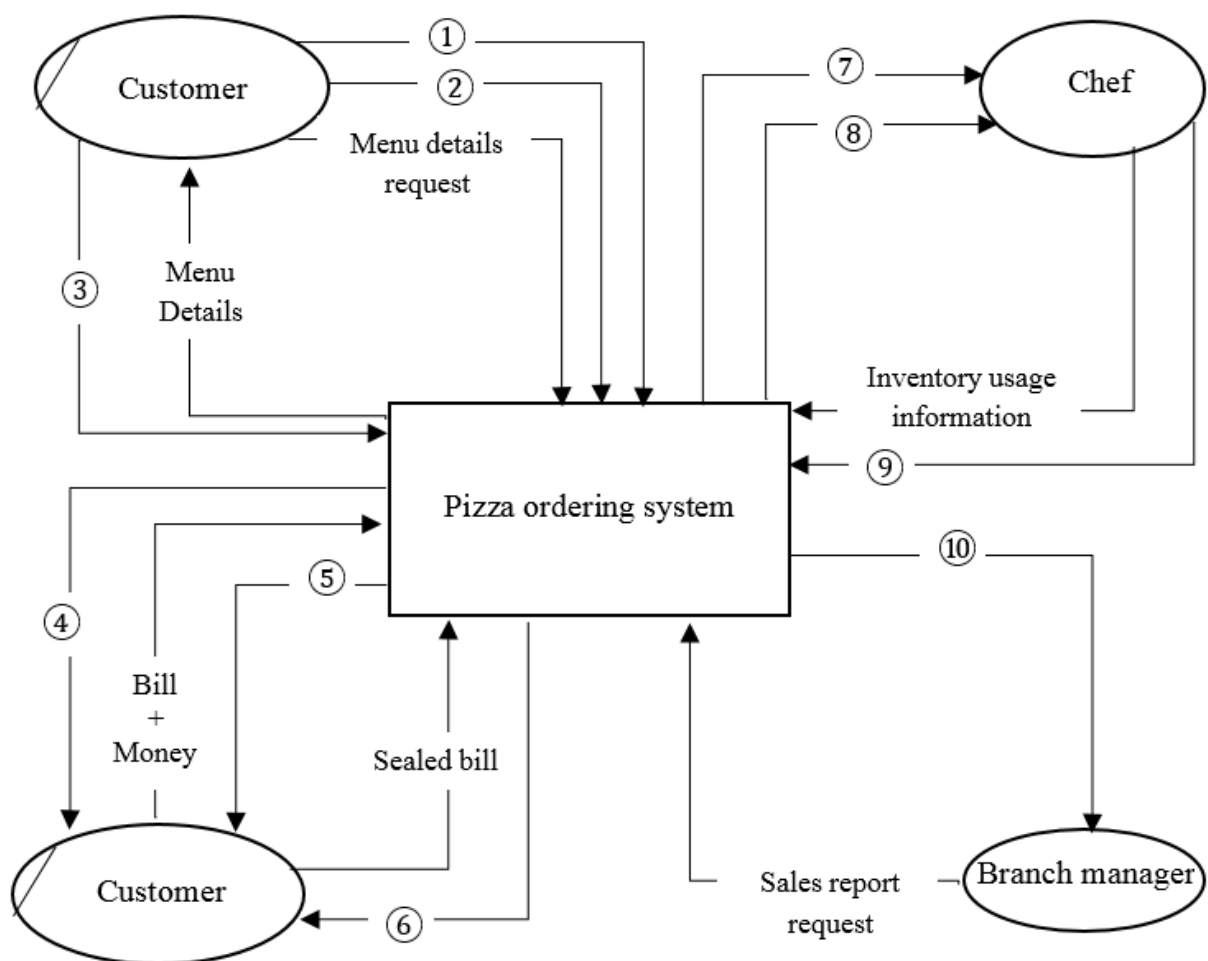 ①
Customer
②
Menu details
request
③
Menu
Details
⑦
Chef
⑧
Inventory usage
information
⑨
Pizza ordering system
⑩
④
⑤
Bill
+
Money
Sealed bill
Customer
⑥
Sales report
request
Branch manager